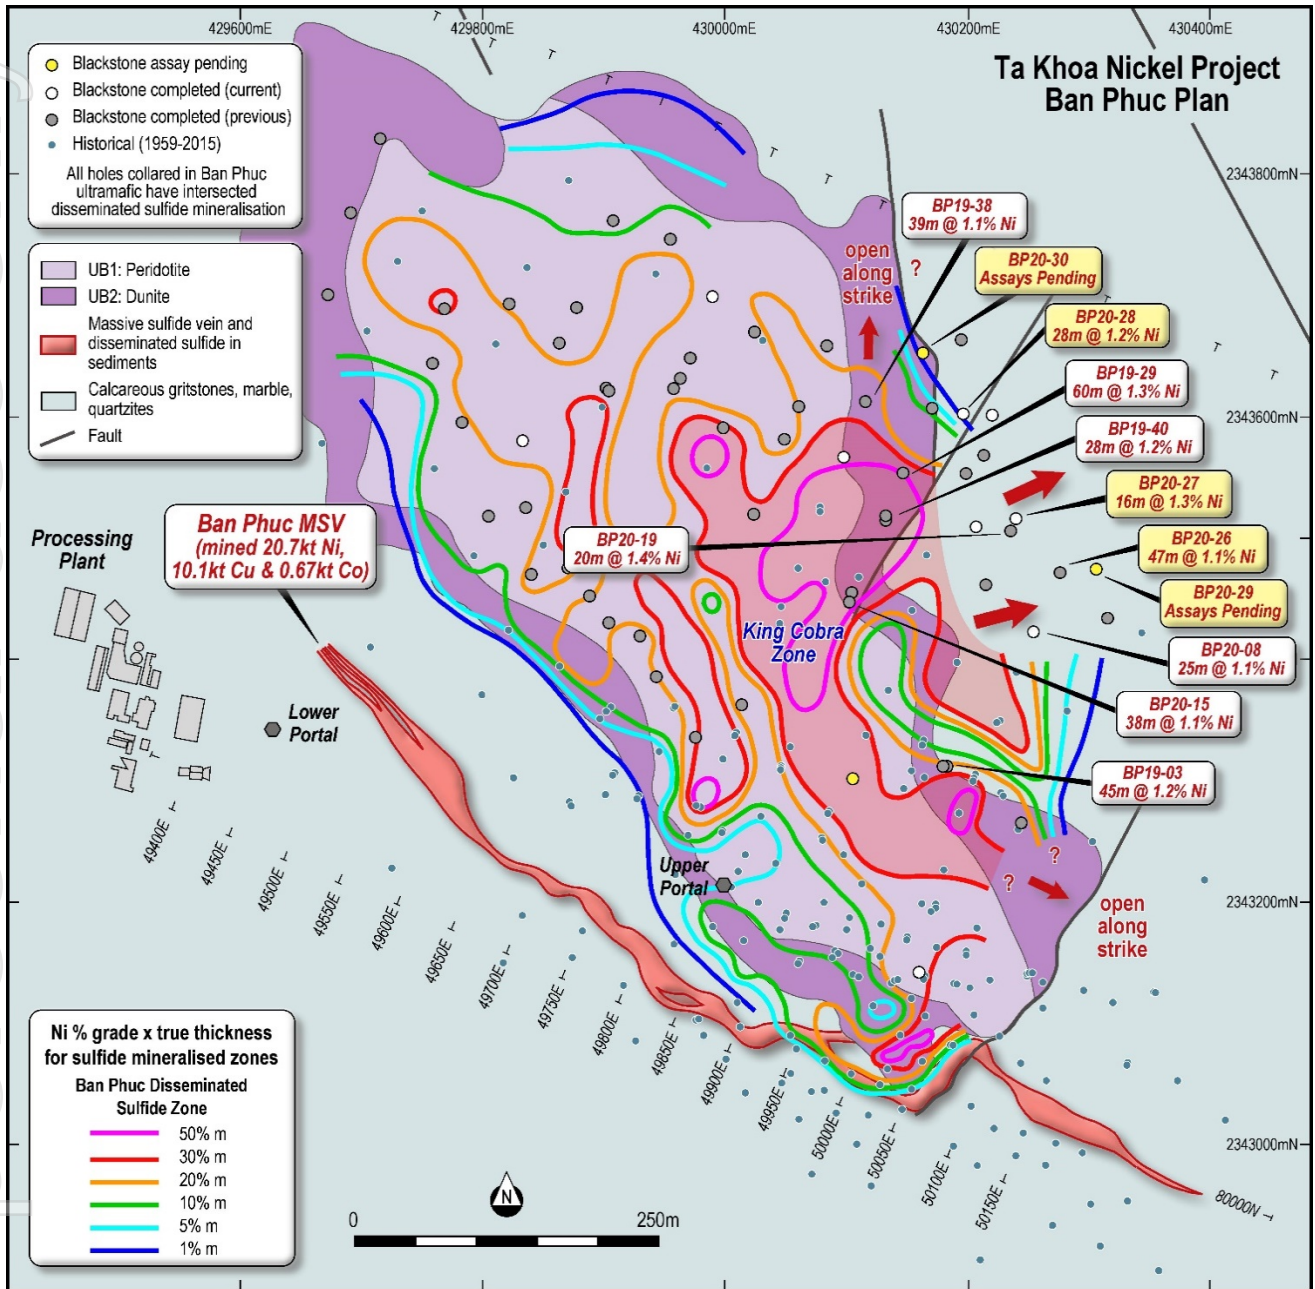 429600mE
429800mE
430000mE
430200mE
430400mE
Ta Khoa Nickel Project
Ban Phuc Plan
Blackstone assay pending
Blackstone completed (current)
Blackstone completed (previous)
Historical (1959-2015)
All holes collared in Ban Phuc
ultramafic have intersected
disseminated sulfide mineralisation
UB1: Peridotite
UB2: Dunite
Massive sulfide vein and
disseminated sulfide in
sediments
Calcareous gritstones, marble,
quartzites
Fault
2343800mN
2343600mN
2343200mN
2343000mN
open
along
strike
?
BP19-38
39m @ 1.1% Ni
BP20-30
Assays Pending
BP20-28
28m @ 1.2% Ni
BP19-29
60m @ 1.3% Ni
BP19-40
28m @ 1.2% Ni
BP20-27
16m @ 1.3% Ni
BP20-26
47m @ 1.1% Ni
BP20-29
Assays Pending
BP20-08
25m @ 1.1% Ni
BP20-15
38m @ 1.1% Ni
BP19-03
45m @ 1.2% Ni
BP20-19
20m @ 1.4% Ni
Ban Phuc MSV
(mined 20.7kt Ni,
10.1kt Cu & 0.67kt Co)
Processing
Plant
Lower
Portal
King Cobra
Zone
Upper
Portal
?
?
open
along
strike
49400E
49450E
49500E
49550E
49600E
49650E
49700E
49750E
49800E
49850E
49900E
49950E
50000E
50050E
50100E
50150E
80000N
Ni % grade x true thickness
for sulfide mineralised zones
Ban Phuc Disseminated
Sulfide Zone
50% m
30% m
20% m
10% m
5% m
1% m
N
0
250m